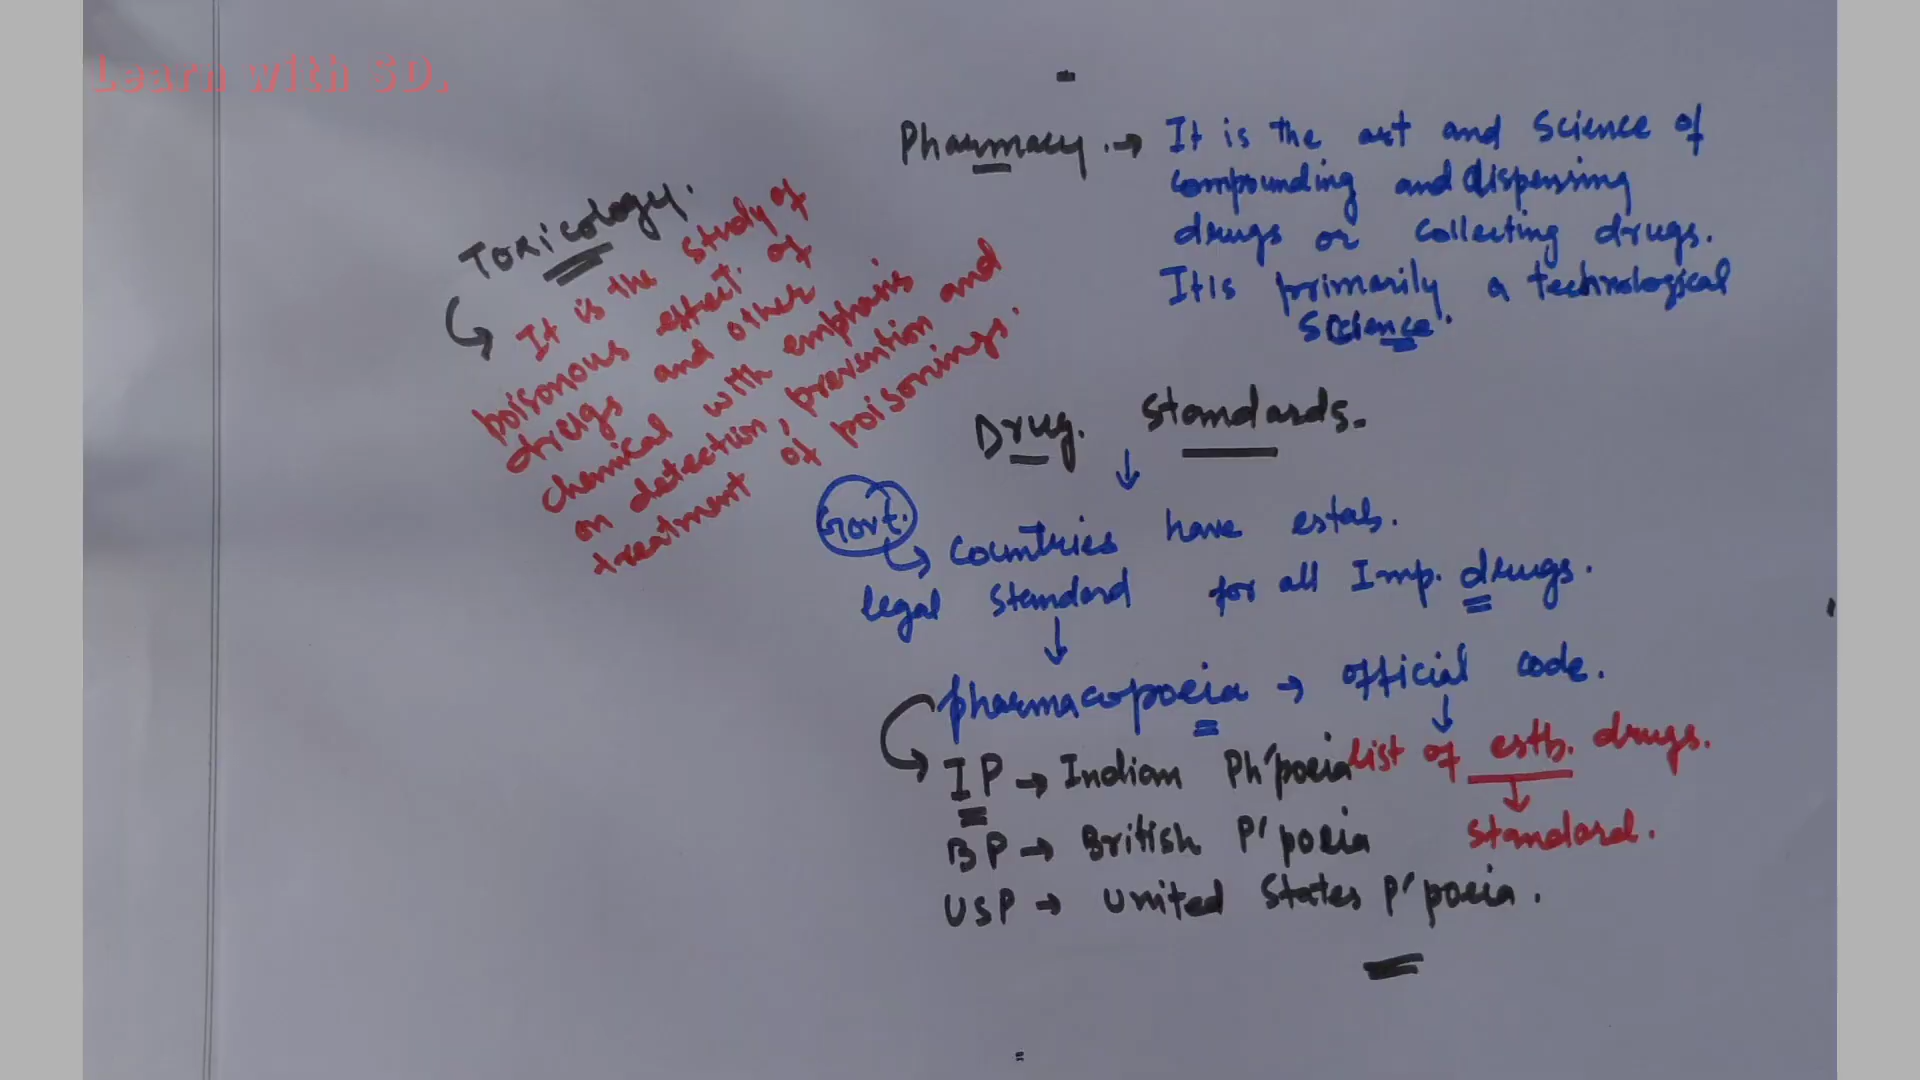 Learn with SD.
Pharmacy. → It is the art and Science of
compounding and dispensing
drugs or collecting drugs.
It is primarily a technological
Science.
Toxicology.
It is the study of
poisonous effect of
drugs and other
chemical with emphasis
on detection, prevention and
treatment of poisonings.
Drug. Standards.
Govt.
Countries have estab.
legal standard for all Imp. drugs.
pharmacopoeia → official code.
list of estb. drugs.
standard.
IP → Indian Ph'poeia
BP → British P'poeia
USP → United States P'poeia.